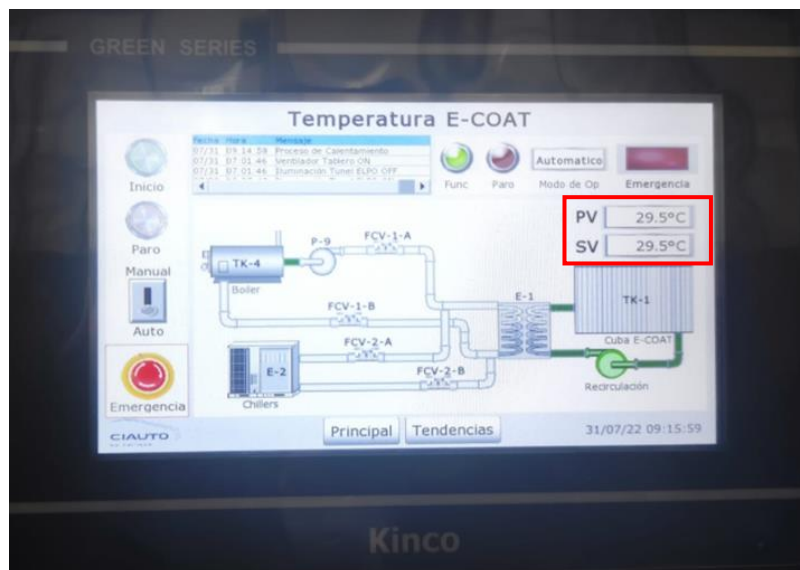 GREEN SERIES
Temperatura E-COAT
Fecha Hora Mensaje
07/31 09 14 59 Proceso de Calentamiento
07/31 07 01 46 Ventilador Tablero ON
07/31 07 01 46 Iluminación Tunel ELPO OFF
Inicio
Func
Paro
Automatico
Modo de Op
Emergencia
PV 29.5°C
SV 29.5°C
Paro
Manual
Auto
Emergencia
TK-4
Boiler
P-9
FCV-1-A
FCV-1-B
FCV-2-A
FCV-2-B
E-1
TK-1
Cuba E-COAT
E-2
Chillers
Recirculación
CIAUTO
Principal
Tendencias
31/07/22 09:15:59
Kinco